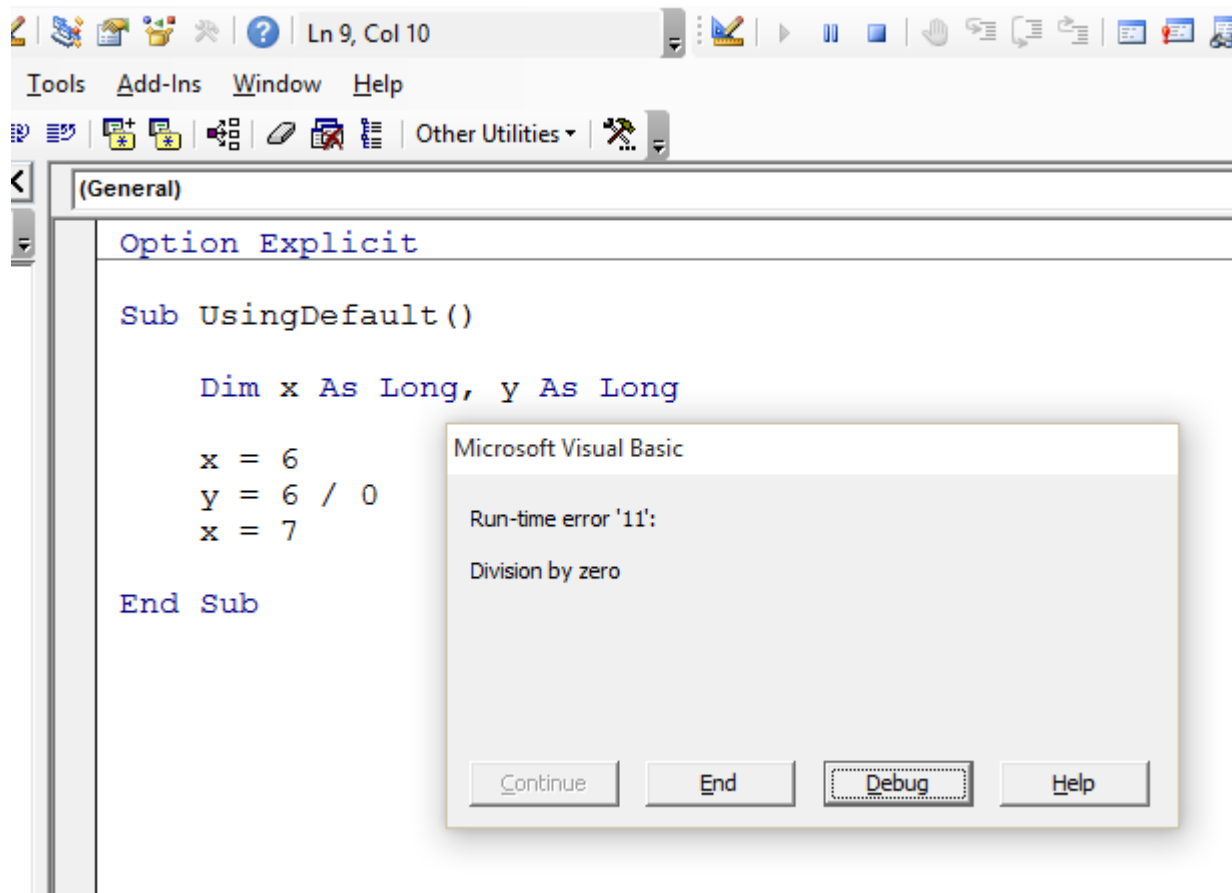 Ln 9, Col 10
Tools Add-Ins Window Help
Other Utilities
(General)
Option Explicit
Sub UsingDefault()
Dim x As Long, y As Long
x = 6
y = 6 / 0
x = 7
End Sub
Microsoft Visual Basic
Run-time error '11':
Division by zero
Continue End Debug Help